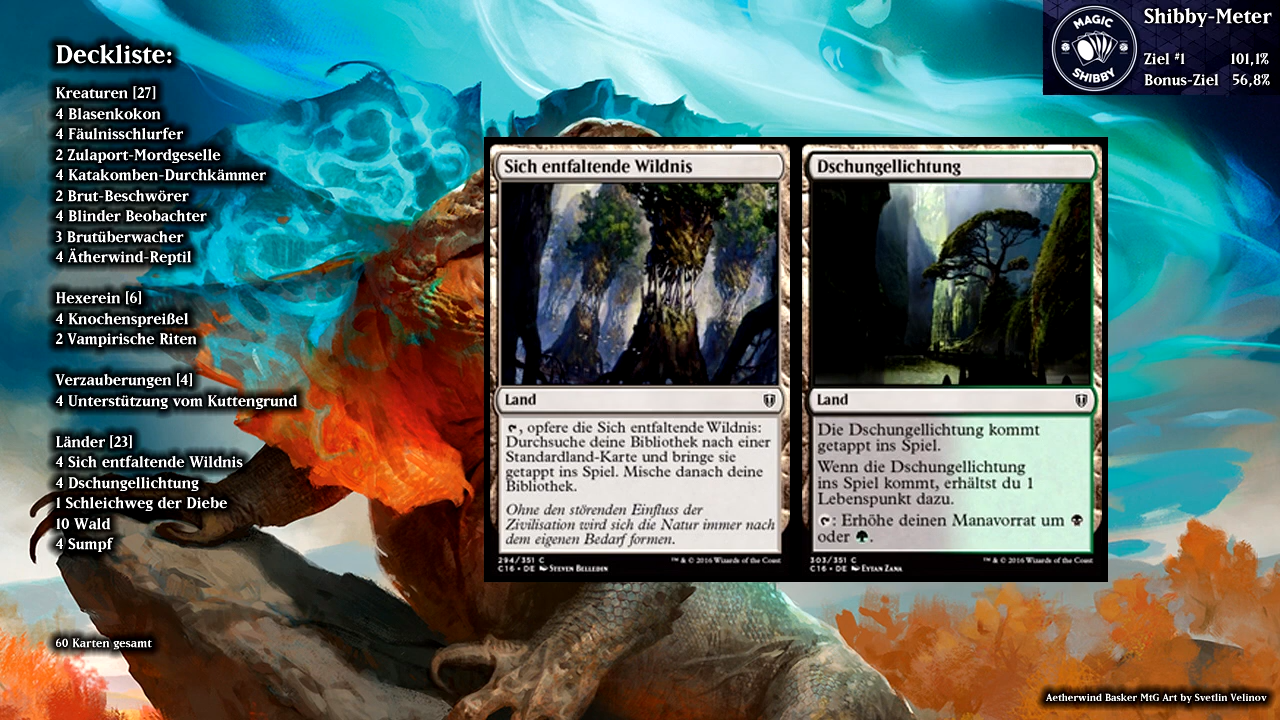 Deckliste:
Kreaturen [27]
4 Blasenkokon
4 Fäulnisschlurfer
2 Zulaport-Mordgeselle
4 Katakomben-Durchkämmer
2 Brut-Beschwörer
4 Blinder Beobachter
3 Brutüberwacher
4 Ätherwind-Reptil
Hexerein [6]
4 Knochenspreißel
2 Vampirische Riten
Verzauberungen [4]
4 Unterstützung vom Kuttengrund
Länder [23]
4 Sich entfaltende Wildnis
4 Dschungellichtung
1 Schleichweg der Diebe
10 Wald
4 Sumpf
60 Karten gesamt
Sich entfaltende Wildnis
Land
, opfere die Sich entfaltende Wildnis:
Durchsuche deine Bibliothek nach einer
Standardland-Karte und bringe sie
getappt ins Spiel. Mische danach deine
Bibliothek.
Ohne den störenden Einfluss der
Zivilisation wird sich die Natur immer nach
dem eigenen Bedarf formen.
294/351 C
C16 • DE Steven Belledin
™ & © 2016 Wizards of the Coast
Dschungellichtung
Land
Die Dschungellichtung kommt
getappt ins Spiel.
Wenn die Dschungellichtung
ins Spiel kommt, erhältst du 1
Lebenspunkt dazu.
: Erhöhe deinen Manavorrat um
oder .
303/351 C
C16 • DE Eytan Zana
™ & © 2016 Wizards of the Coast
MAGIC
SHIBBY
Shibby-Meter
Ziel #1 101,1%
Bonus-Ziel 56,8%
Aetherwind Basker MtG Art by Svetlin Velinov